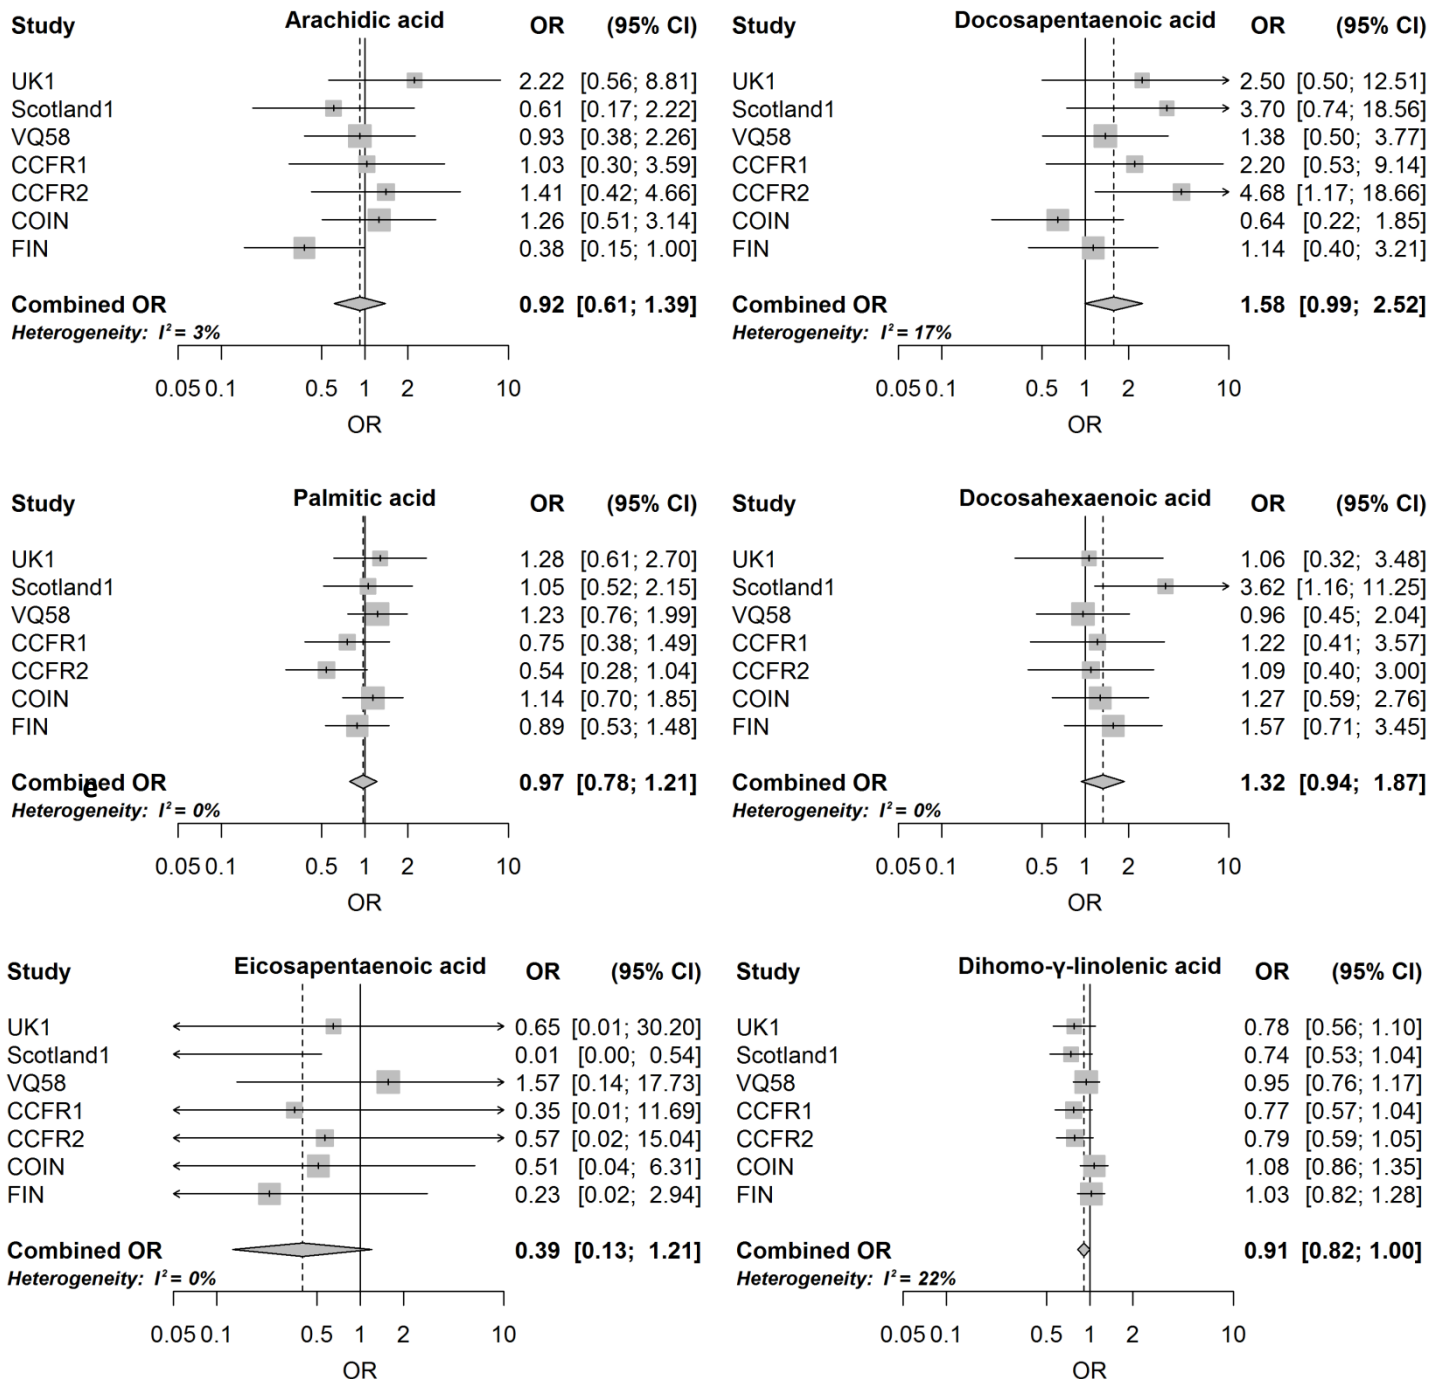 Study Arachidic acid OR (95% CI)
UK1 2.22 [0.56; 8.81]
Scotland1 0.61 [0.17; 2.22]
VQ58 0.93 [0.38; 2.26]
CCFR1 1.03 [0.30; 3.59]
CCFR2 1.41 [0.42; 4.66]
COIN 1.26 [0.51; 3.14]
FIN 0.38 [0.15; 1.00]
Combined OR 0.92 [0.61; 1.39]
Heterogeneity: I² = 3%
0.05 0.1 0.5 1 2 10
OR
Study Docosapentaenoic acid OR (95% CI)
UK1 2.50 [0.50; 12.51]
Scotland1 3.70 [0.74; 18.56]
VQ58 1.38 [0.50; 3.77]
CCFR1 2.20 [0.53; 9.14]
CCFR2 4.68 [1.17; 18.66]
COIN 0.64 [0.22; 1.85]
FIN 1.14 [0.40; 3.21]
Combined OR 1.58 [0.99; 2.52]
Heterogeneity: I² = 17%
0.05 0.1 0.5 1 2 10
OR
Study Palmitic acid OR (95% CI)
UK1 1.28 [0.61; 2.70]
Scotland1 1.05 [0.52; 2.15]
VQ58 1.23 [0.76; 1.99]
CCFR1 0.75 [0.38; 1.49]
CCFR2 0.54 [0.28; 1.04]
COIN 1.14 [0.70; 1.85]
FIN 0.89 [0.53; 1.48]
Combined OR 0.97 [0.78; 1.21]
e
Heterogeneity: I² = 0%
0.05 0.1 0.5 1 2 10
OR
Study Docosahexaenoic acid OR (95% CI)
UK1 1.06 [0.32; 3.48]
Scotland1 3.62 [1.16; 11.25]
VQ58 0.96 [0.45; 2.04]
CCFR1 1.22 [0.41; 3.57]
CCFR2 1.09 [0.40; 3.00]
COIN 1.27 [0.59; 2.76]
FIN 1.57 [0.71; 3.45]
Combined OR 1.32 [0.94; 1.87]
Heterogeneity: I² = 0%
0.05 0.1 0.5 1 2 10
OR
Study Eicosapentaenoic acid OR (95% CI)
UK1 0.65 [0.01; 30.20]
Scotland1 0.01 [0.00; 0.54]
VQ58 1.57 [0.14; 17.73]
CCFR1 0.35 [0.01; 11.69]
CCFR2 0.57 [0.02; 15.04]
COIN 0.51 [0.04; 6.31]
FIN 0.23 [0.02; 2.94]
Combined OR 0.39 [0.13; 1.21]
Heterogeneity: I² = 0%
0.05 0.1 0.5 1 2 10
OR
Study Dihomo-γ-linolenic acid OR (95% CI)
UK1 0.78 [0.56; 1.10]
Scotland1 0.74 [0.53; 1.04]
VQ58 0.95 [0.76; 1.17]
CCFR1 0.77 [0.57; 1.04]
CCFR2 0.79 [0.59; 1.05]
COIN 1.08 [0.86; 1.35]
FIN 1.03 [0.82; 1.28]
Combined OR 0.91 [0.82; 1.00]
Heterogeneity: I² = 22%
0.05 0.1 0.5 1 2 10
OR